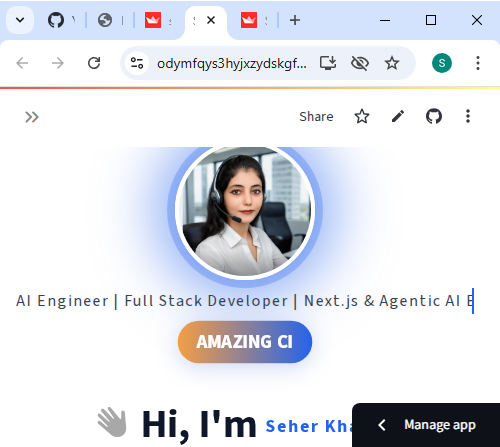 odymfqys3hyjxzydskgf...
S
Share
AI Engineer | Full Stack Developer | Next.js & Agentic AI E
AMAZING CI
Hi, I'm Seher Kha
Manage app